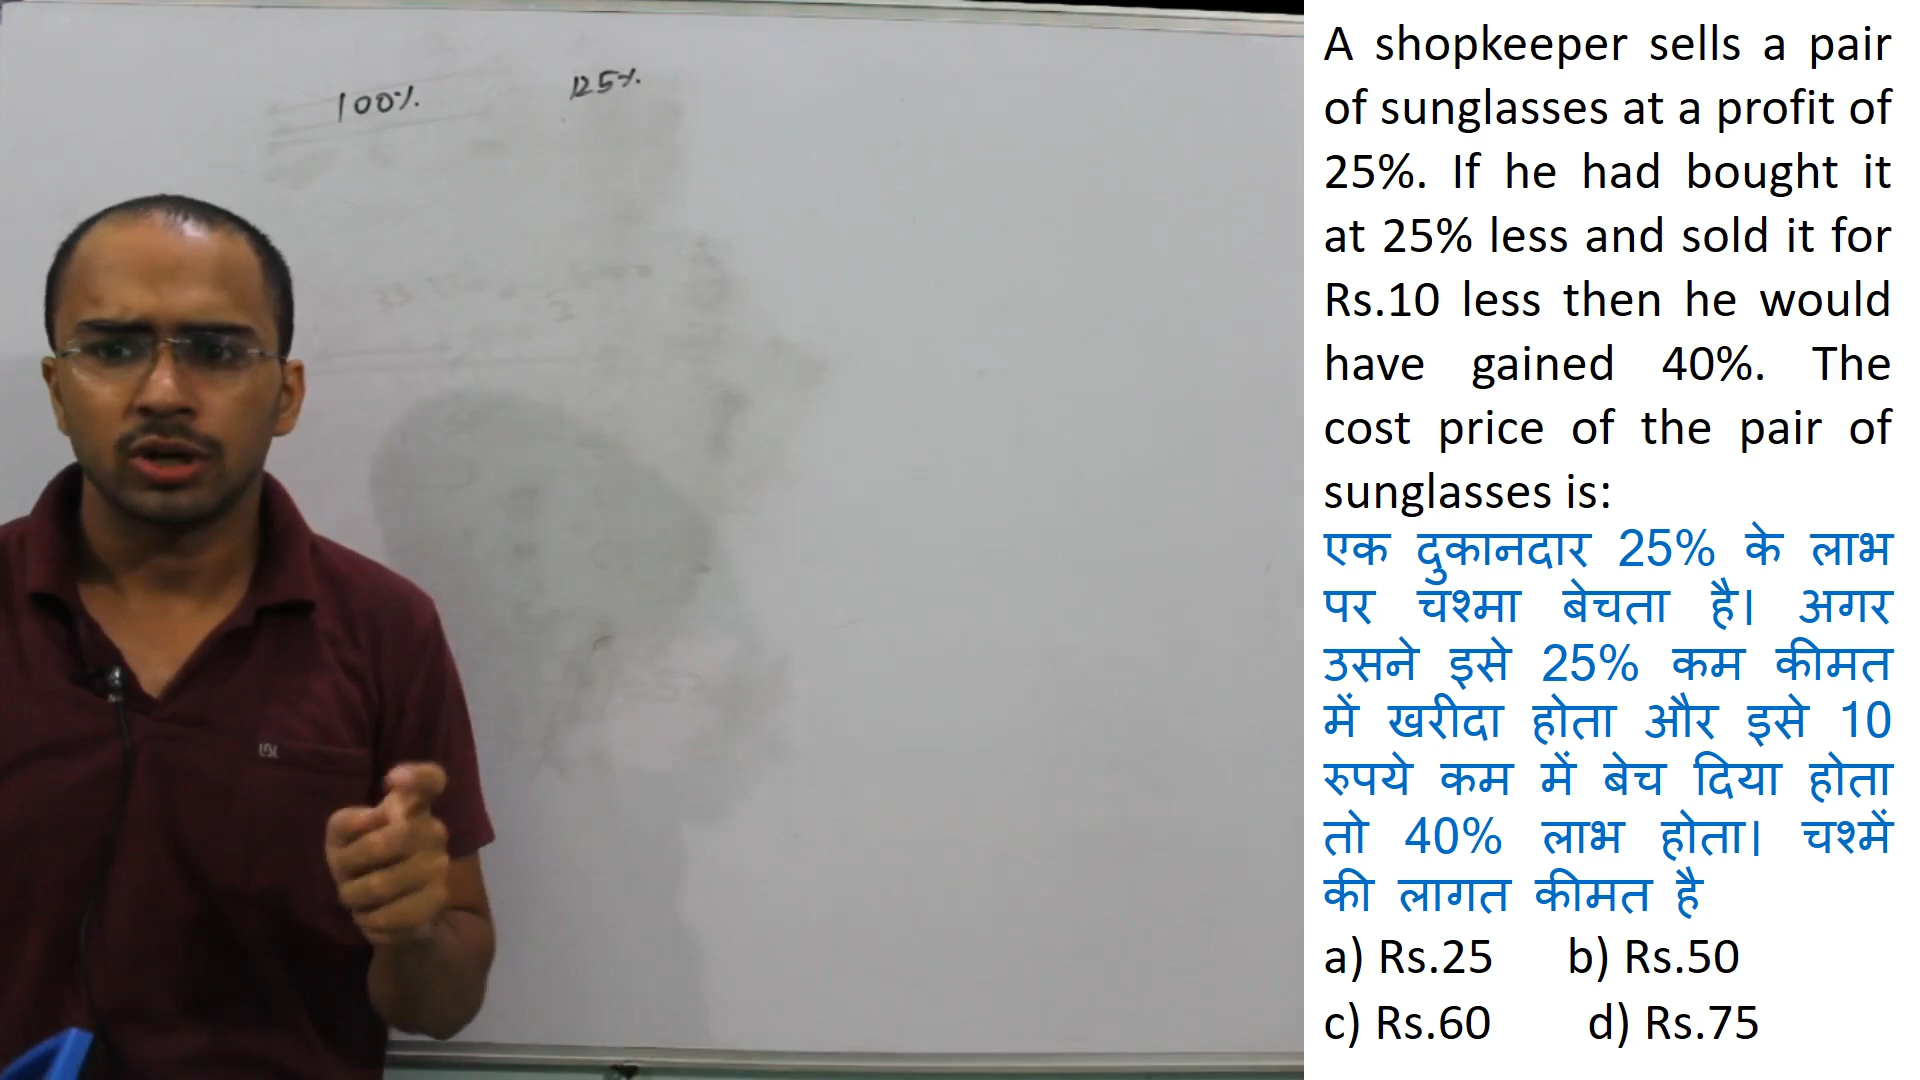 100%
125%
A shopkeeper sells a pair
of sunglasses at a profit of
25%. If he had bought it
at 25% less and sold it for
Rs.10 less then he would
have gained 40%. The
cost price of the pair of
sunglasses is:
एक दुकानदार 25% के लाभ
पर चश्मा बेचता है। अगर
उसने इसे 25% कम कीमत
में खरीदा होता और इसे 10
रुपये कम में बेच दिया होता
तो 40% लाभ होता। चश्में
की लागत कीमत है
a) Rs.25 b) Rs.50
c) Rs.60 d) Rs.75